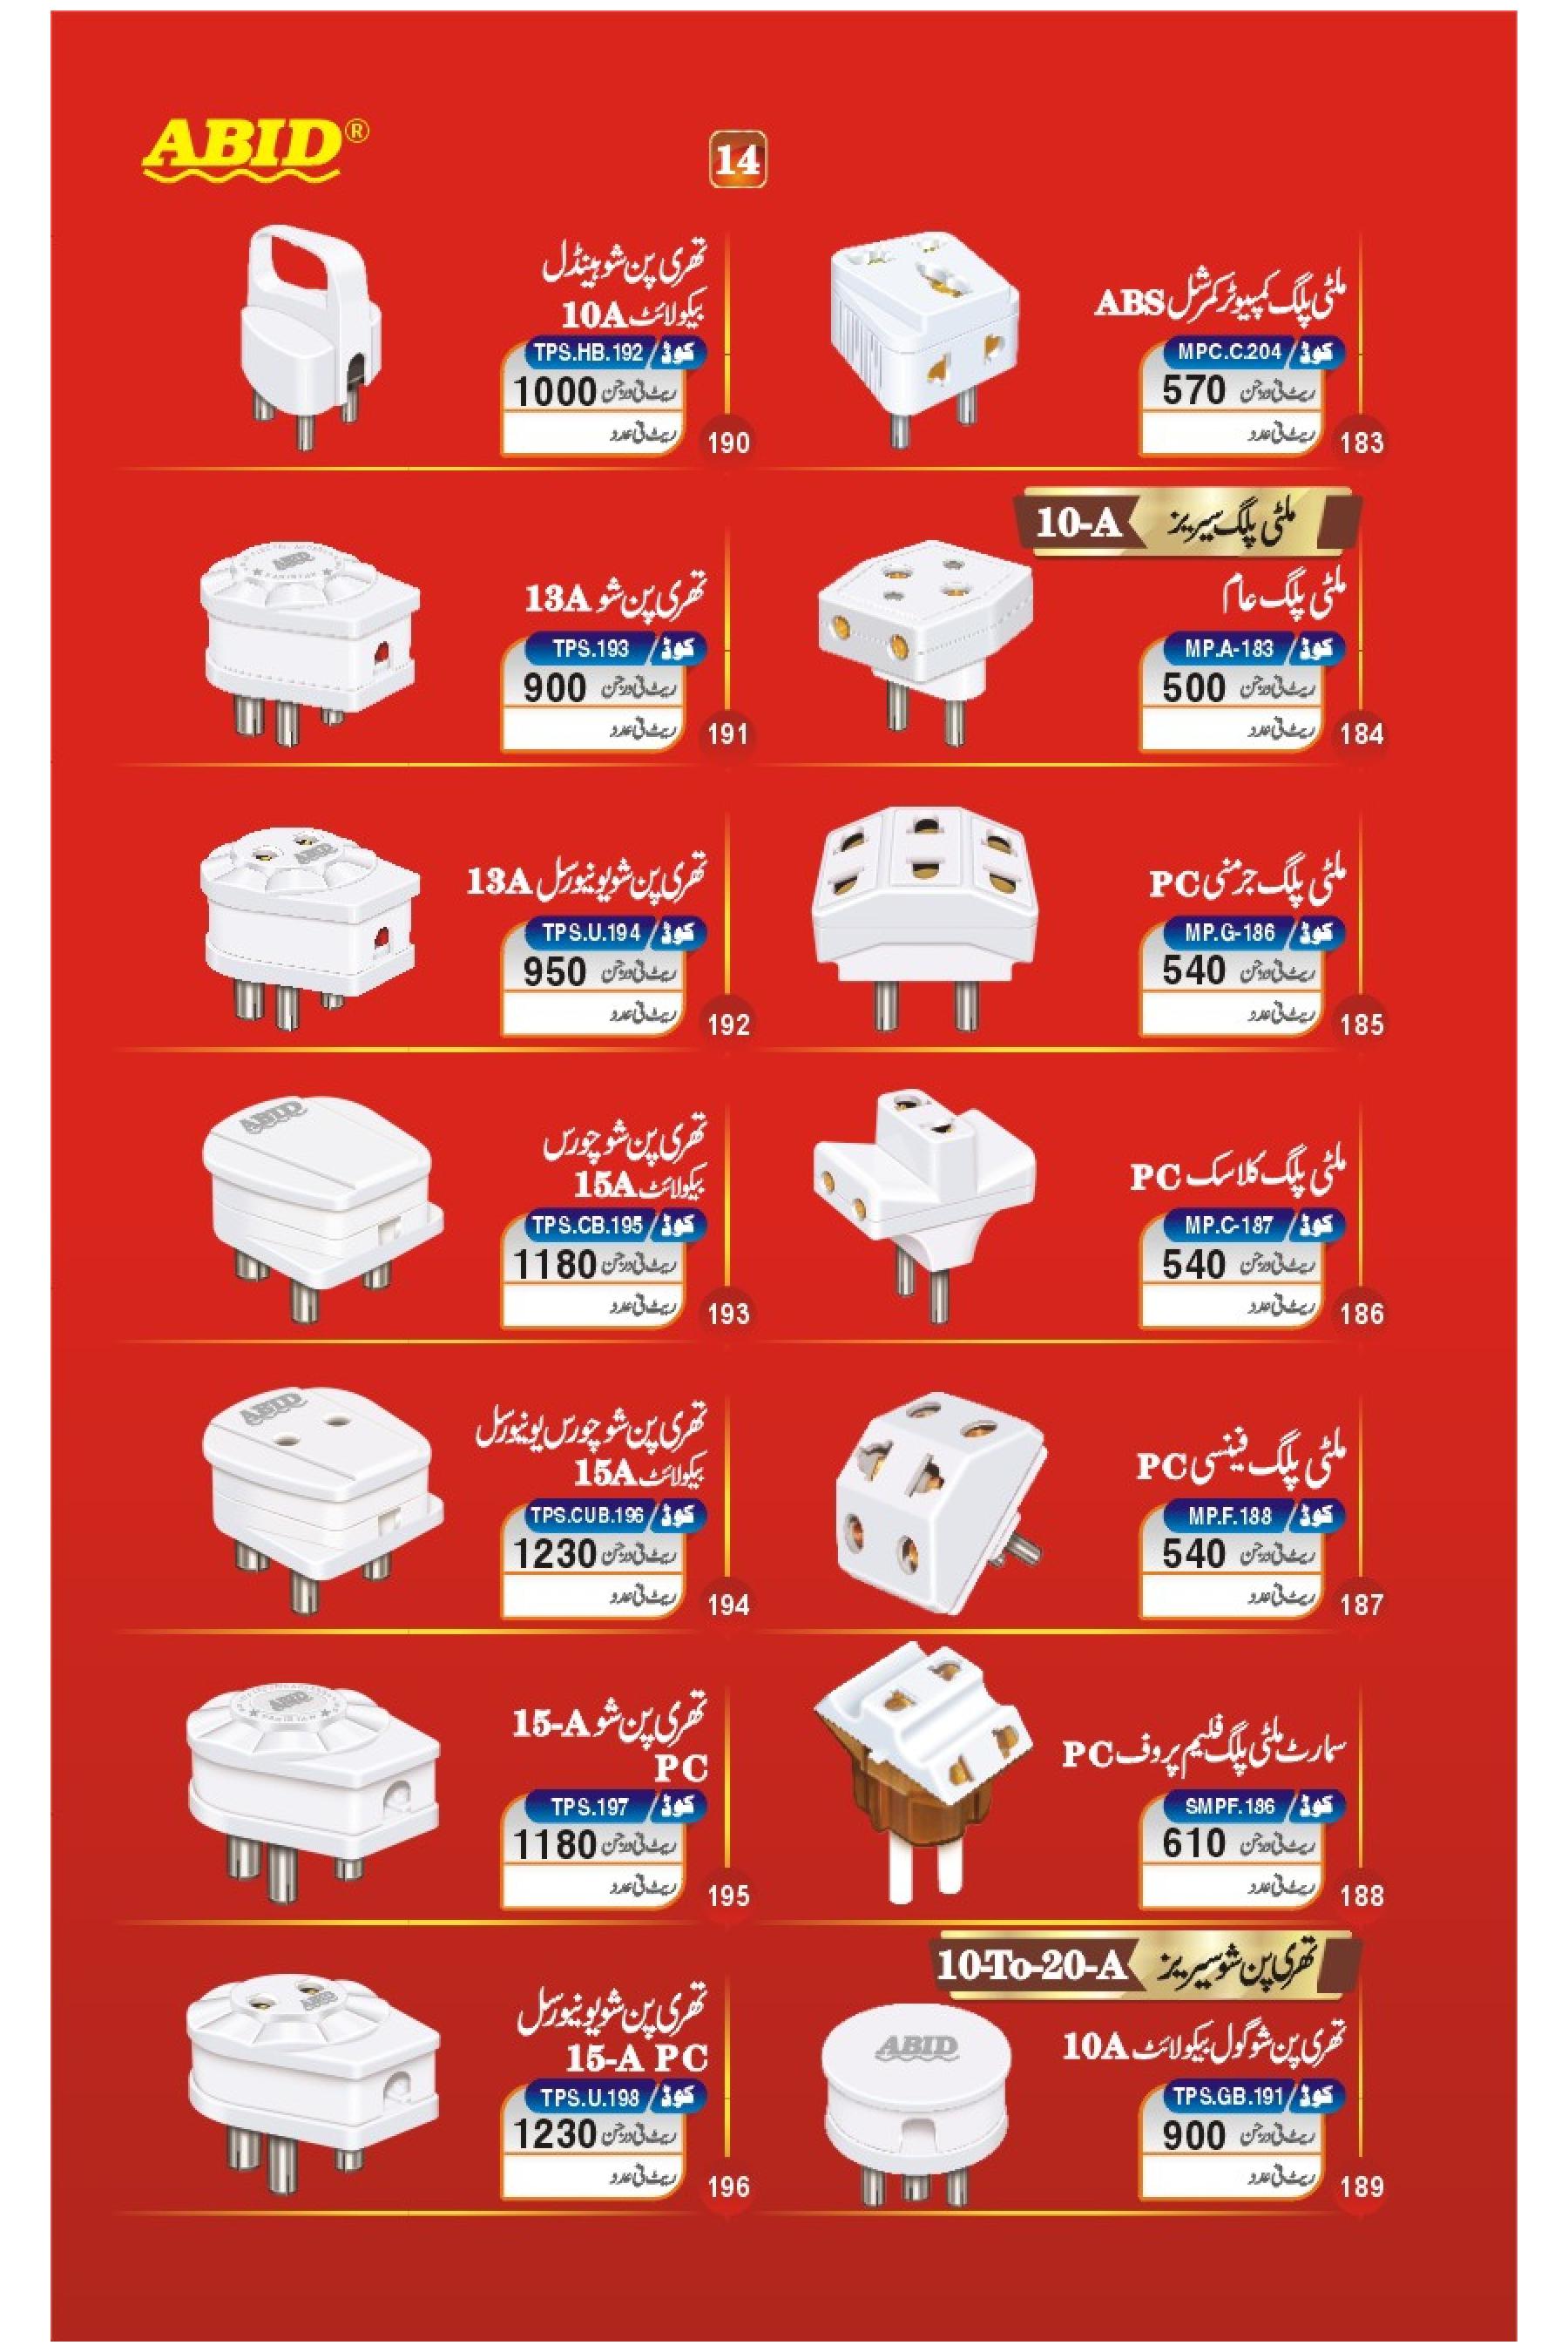 ABID®
14
ملٹی پلگ کمپیوٹر کمرشل ABS
کوڈ / MPC.C.204
ریٹ فی درجن 570
ریٹ فی عدد
183
ملٹی پلگ سیریز 10-A
ملٹی پلگ عام
کوڈ / MP.A-183
ریٹ فی درجن 500
ریٹ فی عدد
184
ملٹی پلگ جرمنی PC
کوڈ / MP.G-186
ریٹ فی درجن 540
ریٹ فی عدد
185
ملٹی پلگ کلاسک PC
کوڈ / MP.C-187
ریٹ فی درجن 540
ریٹ فی عدد
186
ملٹی پلگ فینسی PC
کوڈ / MP.F.188
ریٹ فی درجن 540
ریٹ فی عدد
187
سمارٹ ملٹی پلگ فلیم پروف PC
کوڈ / SMPF.186
ریٹ فی درجن 610
ریٹ فی عدد
188
تھری پن شو سیریز 10-To-20-A
تھری پن شو گول بیکولائٹ 10A
ABID
کوڈ / TPS.GB.191
ریٹ فی درجن 900
ریٹ فی عدد
189
تھری پن شو ہینڈل
بیکولائٹ 10A
کوڈ / TPS.HB.192
ریٹ فی درجن 1000
ریٹ فی عدد
190
ABID
تھری پن شو 13A
کوڈ / TPS.193
ریٹ فی درجن 900
ریٹ فی عدد
191
ABID
تھری پن شو یونیورسل 13A
کوڈ / TPS.U.194
ریٹ فی درجن 950
ریٹ فی عدد
192
ABID
تھری پن شو چورس
بیکولائٹ 15A
کوڈ / TPS.CB.195
ریٹ فی درجن 1180
ریٹ فی عدد
193
ABID
تھری پن شو چورس یونیورسل
بیکولائٹ 15A
کوڈ / TPS.CUB.196
ریٹ فی درجن 1230
ریٹ فی عدد
194
ABID
تھری پن شو 15-A
PC
کوڈ / TPS.197
ریٹ فی درجن 1180
ریٹ فی عدد
195
ABID
تھری پن شو یونیورسل
15-A PC
کوڈ / TPS.U.198
ریٹ فی درجن 1230
ریٹ فی عدد
196